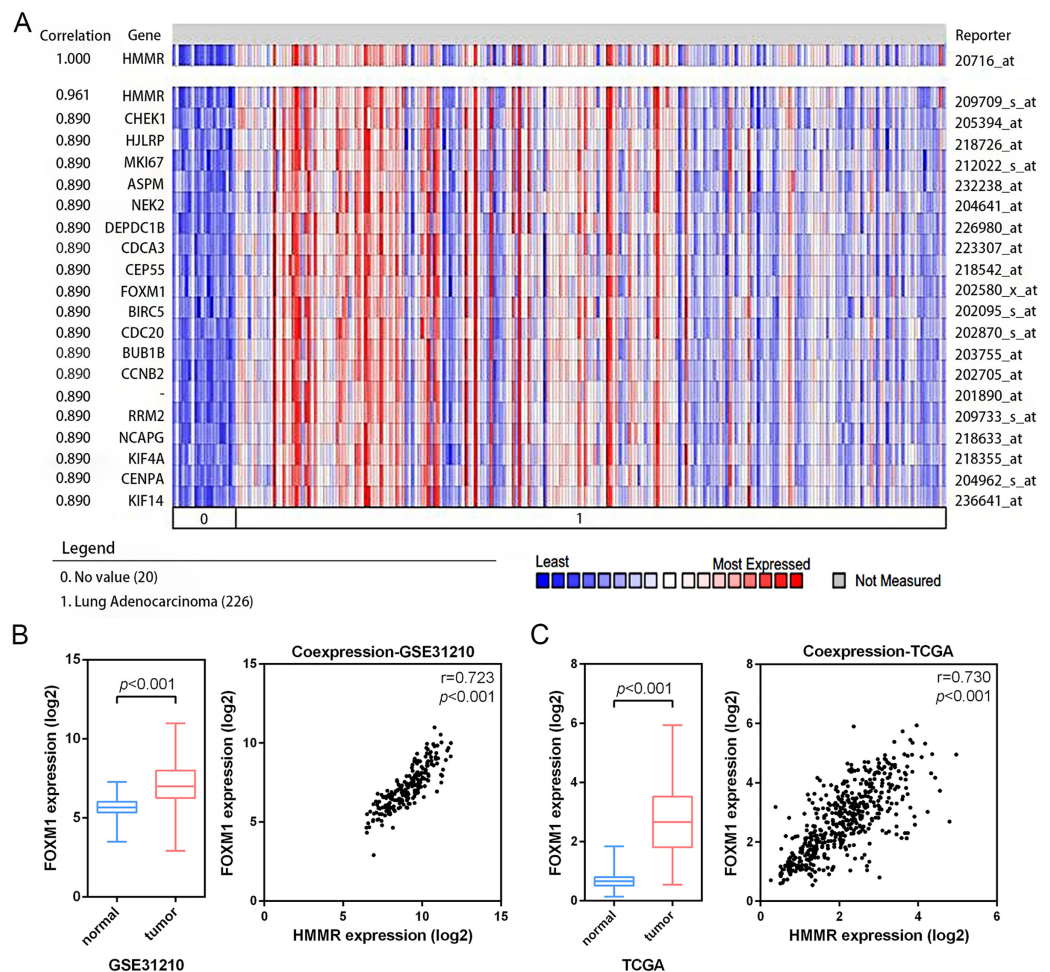 A
Correlation Gene Reporter
1.000 HMMR 20716_at
0.961 HMMR 209709_s_at
0.890 CHEK1 205394_at
0.890 HJLRP 218726_at
0.890 MKI67 212022_s_at
0.890 ASPM 232238_at
0.890 NEK2 204641_at
0.890 DEPDC1B 226980_at
0.890 CDCA3 223307_at
0.890 CEP55 218542_at
0.890 FOXM1 202580_x_at
0.890 BIRC5 202095_s_at
0.890 CDC20 202870_s_at
0.890 BUB1B 203755_at
0.890 CCNB2 202705_at
0.890 - 201890_at
0.890 RRM2 209733_s_at
0.890 NCAPG 218633_at
0.890 KIF4A 218355_at
0.890 CENPA 204962_s_at
0.890 KIF14 236641_at
0 1
Legend
0. No value (20)
1. Lung Adenocarcinoma (226)
Least Most Expressed
Not Measured
B
FOXM1 expression (log2)
15
10
5
0
p<0.001
normal tumor
GSE31210
Coexpression-GSE31210
r=0.723
p<0.001
FOXM1 expression (log2)
15
10
5
0
0 5 10 15
HMMR expression (log2)
C
FOXM1 expression (log2)
8
6
4
2
0
p<0.001
normal tumor
TCGA
Coexpression-TCGA
r=0.730
p<0.001
FOXM1 expression (log2)
8
6
4
2
0
0 2 4 6
HMMR expression (log2)